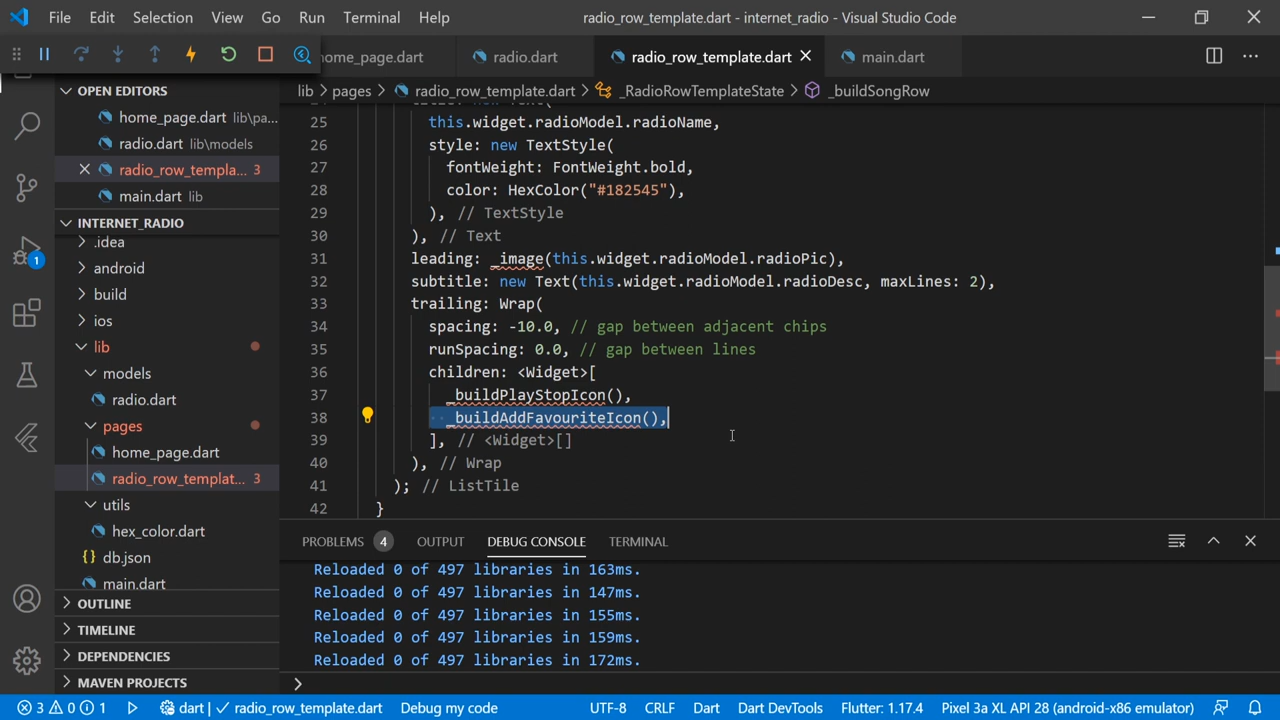 File Edit Selection View Go Run Terminal Help radio_row_template.dart - internet_radio - Visual Studio Code
home_page.dart radio.dart radio_row_template.dart main.dart
lib > pages > radio_row_template.dart > _RadioRowTemplateState > _buildSongRow
OPEN EDITORS
home_page.dart lib\pa...
radio.dart lib\models
radio_row_templa... 3
main.dart lib
INTERNET_RADIO
.idea
android
build
ios
lib
models
radio.dart
pages
home_page.dart
radio_row_templat... 3
utils
hex_color.dart
db.json
main.dart
OUTLINE
TIMELINE
DEPENDENCIES
MAVEN PROJECTS
1
25 this.widget.radioModel.radioName,
26 style: new TextStyle(
27 fontWeight: FontWeight.bold,
28 color: HexColor("#182545"),
29 ), // TextStyle
30 ), // Text
31 leading: _image(this.widget.radioModel.radioPic),
32 subtitle: new Text(this.widget.radioModel.radioDesc, maxLines: 2),
33 trailing: Wrap(
34 spacing: -10.0, // gap between adjacent chips
35 runSpacing: 0.0, // gap between lines
36 children: <Widget>[
37 _buildPlayStopIcon(),
38 _buildAddFavouriteIcon(),
39 ], // <Widget>[]
40 ), // Wrap
41 ); // ListTile
42 }
PROBLEMS 4 OUTPUT DEBUG CONSOLE TERMINAL
Reloaded 0 of 497 libraries in 163ms.
Reloaded 0 of 497 libraries in 147ms.
Reloaded 0 of 497 libraries in 155ms.
Reloaded 0 of 497 libraries in 159ms.
Reloaded 0 of 497 libraries in 172ms.
3 0 1 dart | radio_row_template.dart Debug my code UTF-8 CRLF Dart Dart DevTools Flutter: 1.17.4 Pixel 3a XL API 28 (android-x86 emulator)